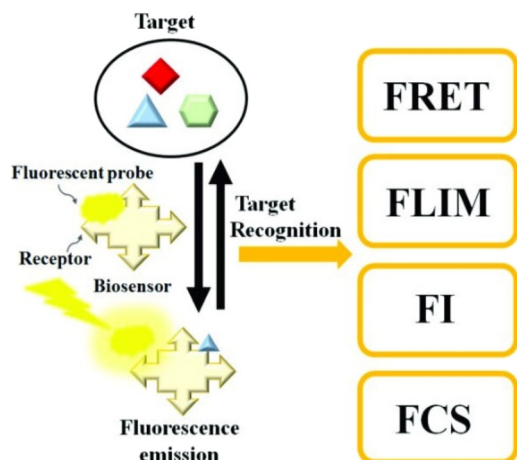 Target
Fluorescent probe
Receptor
Biosensor
Target
Recognition
Fluorescence
emission
FRET
FLIM
FI
FCS